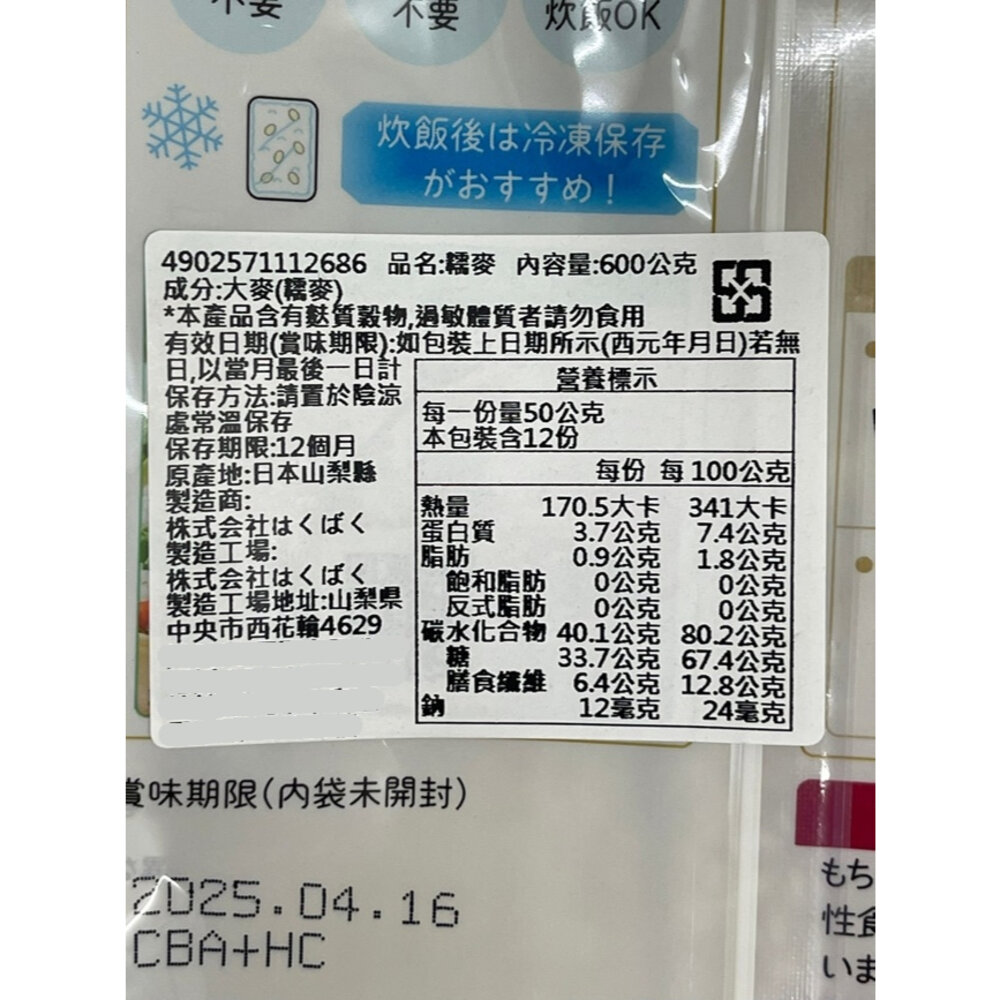 不要
不要
炊飯OK
炊飯後は冷凍保存
がおすすめ！
4902571112686 品名:糯麥 內容量:600公克
成分:大麥(糯麥)
*本產品含有麩質穀物,過敏體質者請勿食用
有效日期(賞味期限):如包裝上日期所示(西元年月日)若無
日,以當月最後一日計
保存方法:請置於陰涼
處常溫保存
保存期限:12個月
原產地:日本山梨縣
製造商:
株式会社はくばく
製造工場:
株式会社はくばく
製造工場地址:山梨県
中央市西花輪4629
營養標示
每一份量50公克
本包裝含12份
每份 每100公克
熱量 170.5大卡 341大卡
蛋白質 3.7公克 7.4公克
脂肪 0.9公克 1.8公克
飽和脂肪 0公克 0公克
反式脂肪 0公克 0公克
碳水化合物 40.1公克 80.2公克
糖 33.7公克 67.4公克
膳食纖維 6.4公克 12.8公克
鈉 12毫克 24毫克
賞味期限(内袋未開封)
2025.04.16
CBA+HC
もち
性食
いま